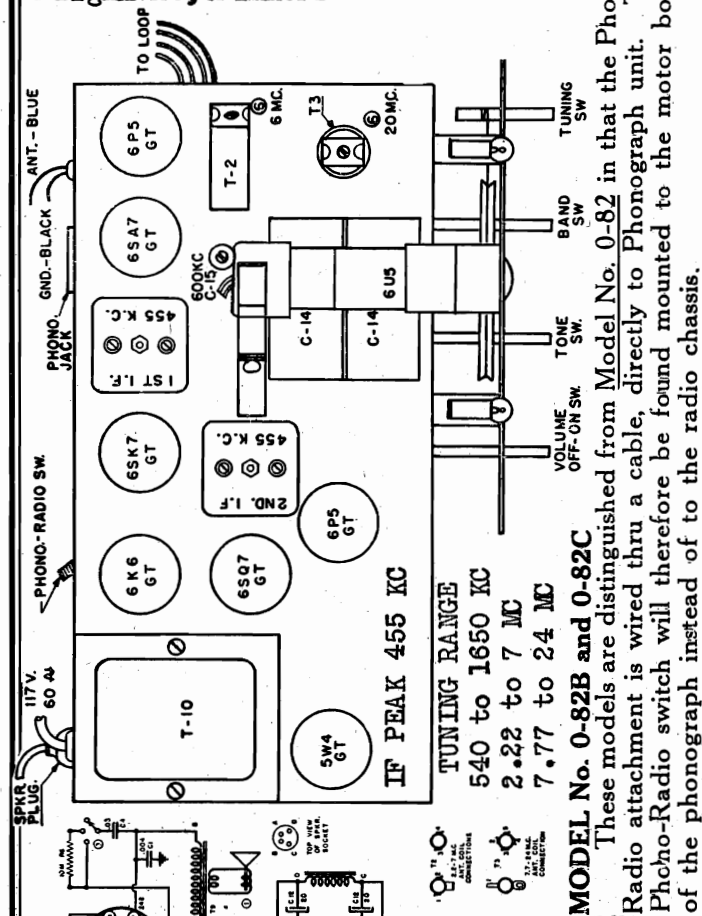 TO LOOP
ANT.-BLUE
GND.-BLACK
PHONO.
JACK
PHONO.-RADIO SW.
117 V.
SPKR.
PLUG.
6P5
GT
6SA7
GT
1ST I.F.
455 K.C.
6SK7
GT
6K6
GT
T-10
T-2
6 MC.
T3
20 MC.
600KC
C-15
C-14
C-14
6U5
2ND. I.F.
455 K.C.
6SQ7
GT
6P5
GT
5W4
GT
IF PEAK 455 KC
VOLUME
OFF-ON SW.
TONE
SW.
BAND
SW
TUNING
SW
TUNING RANGE
540 to 1650 KC
2.22 to 7 MC
7.77 to 24 MC
TOP VIEW
OF SPKR.
SOCKET
MODEL No. 0-82B and 0-82C
These models are distinguished from Model No. 0-82 in that the Pho
Radio attachment is wired thru a cable, directly to Phonograph unit.
Phono-Radio switch will therefore be found mounted to the motor bo
of the phonograph instead of to the radio chassis.